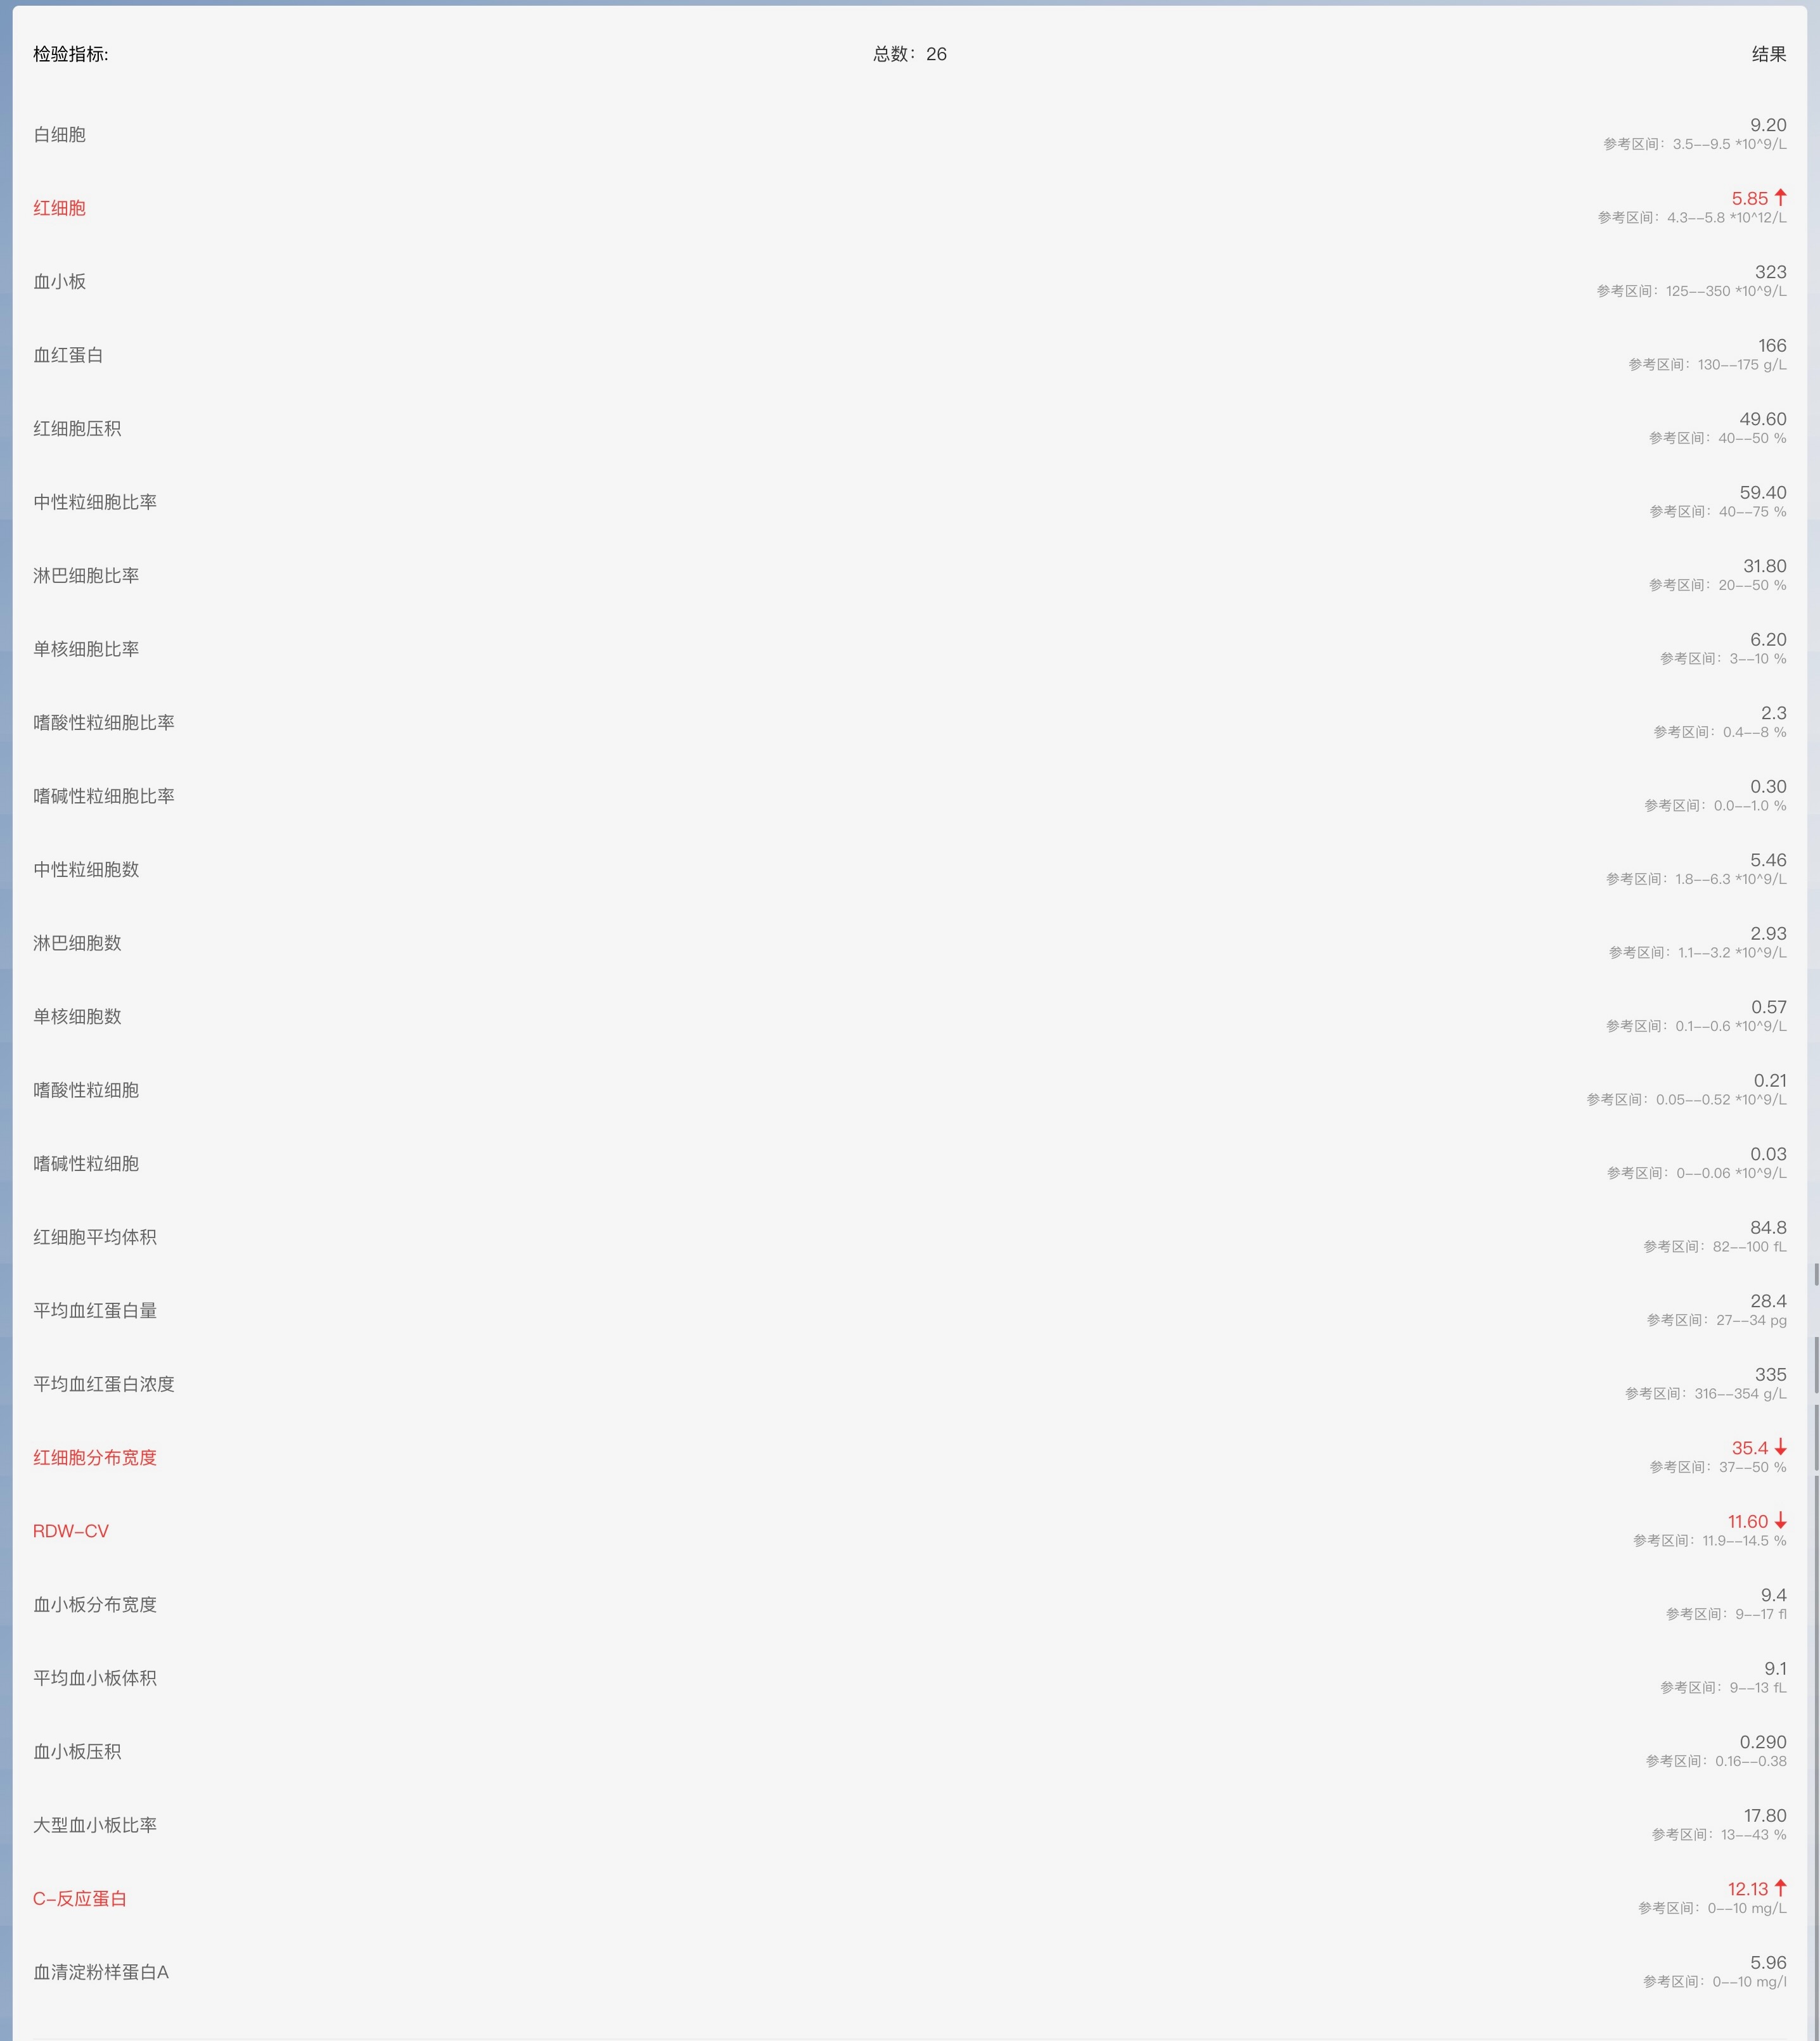 检验指标: 总数：26 结果
白细胞 9.20
参考区间：3.5--9.5 *10^9/L
红细胞 5.85 ↑
参考区间：4.3--5.8 *10^12/L
血小板 323
参考区间：125--350 *10^9/L
血红蛋白 166
参考区间：130--175 g/L
红细胞压积 49.60
参考区间：40--50 %
中性粒细胞比率 59.40
参考区间：40--75 %
淋巴细胞比率 31.80
参考区间：20--50 %
单核细胞比率 6.20
参考区间：3--10 %
嗜酸性粒细胞比率 2.3
参考区间：0.4--8 %
嗜碱性粒细胞比率 0.30
参考区间：0.0--1.0 %
中性粒细胞数 5.46
参考区间：1.8--6.3 *10^9/L
淋巴细胞数 2.93
参考区间：1.1--3.2 *10^9/L
单核细胞数 0.57
参考区间：0.1--0.6 *10^9/L
嗜酸性粒细胞 0.21
参考区间：0.05--0.52 *10^9/L
嗜碱性粒细胞 0.03
参考区间：0--0.06 *10^9/L
红细胞平均体积 84.8
参考区间：82--100 fL
平均血红蛋白量 28.4
参考区间：27--34 pg
平均血红蛋白浓度 335
参考区间：316--354 g/L
红细胞分布宽度 35.4 ↓
参考区间：37--50 %
RDW-CV 11.60 ↓
参考区间：11.9--14.5 %
血小板分布宽度 9.4
参考区间：9--17 fl
平均血小板体积 9.1
参考区间：9--13 fL
血小板压积 0.290
参考区间：0.16--0.38
大型血小板比率 17.80
参考区间：13--43 %
C-反应蛋白 12.13 ↑
参考区间：0--10 mg/L
血清淀粉样蛋白A 5.96
参考区间：0--10 mg/l